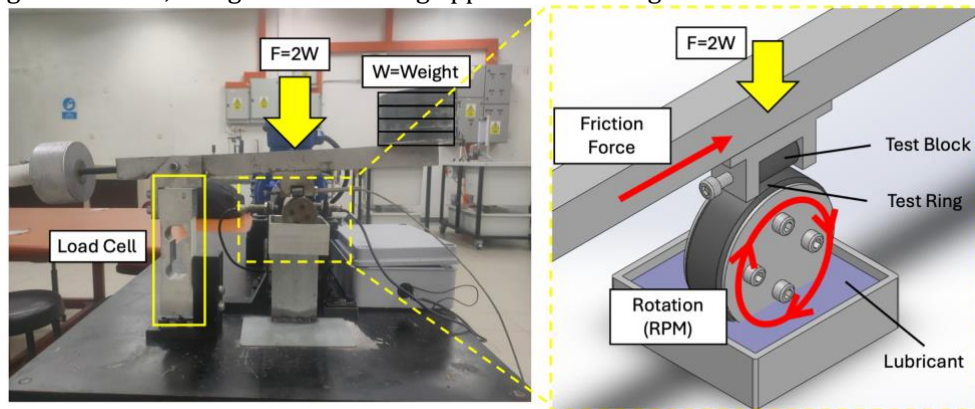 F=2W
W=Weight
Load Cell
F=2W
Friction
Force
Test Block
Test Ring
Rotation
(RPM)
Lubricant